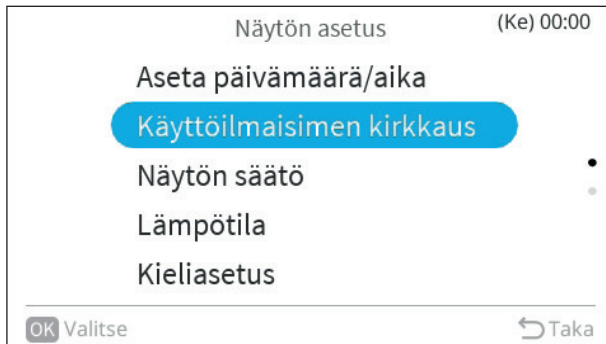 Näytön asetus
(Ke) 00:00
Aseta päivämäärä/aika
Käyttöilmaisimen kirkkaus
Näytön säätö
Lämpötila
Kieliasetus
OK Valitse
Taka